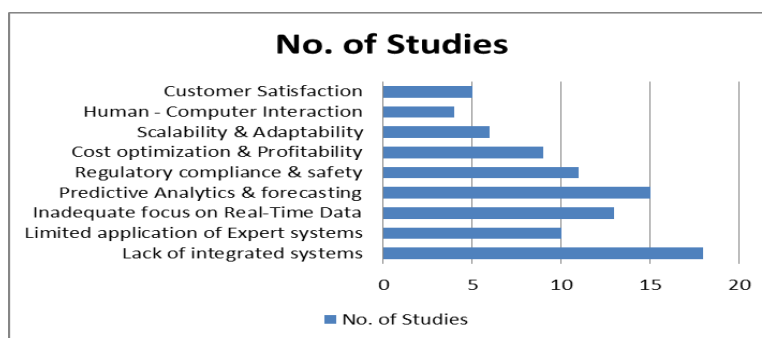 No. of Studies
Customer Satisfaction
Human - Computer Interaction
Scalability & Adaptability
Cost optimization & Profitability
Regulatory compliance & safety
Predictive Analytics & forecasting
Inadequate focus on Real-Time Data
Limited application of Expert systems
Lack of integrated systems
0 5 10 15 20
No. of Studies